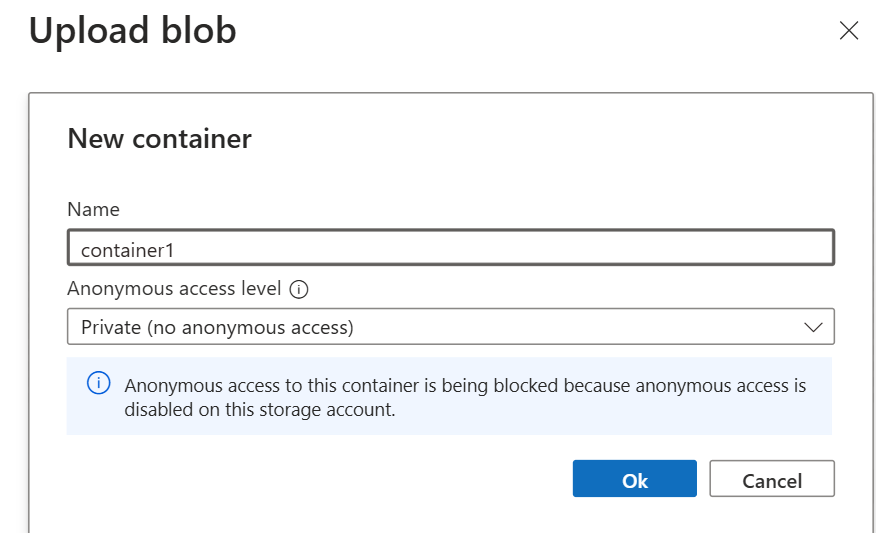 Upload blob
New container
Name
container1
Anonymous access level
Private (no anonymous access)
Anonymous access to this container is being blocked because anonymous access is
disabled on this storage account.
Ok
Cancel